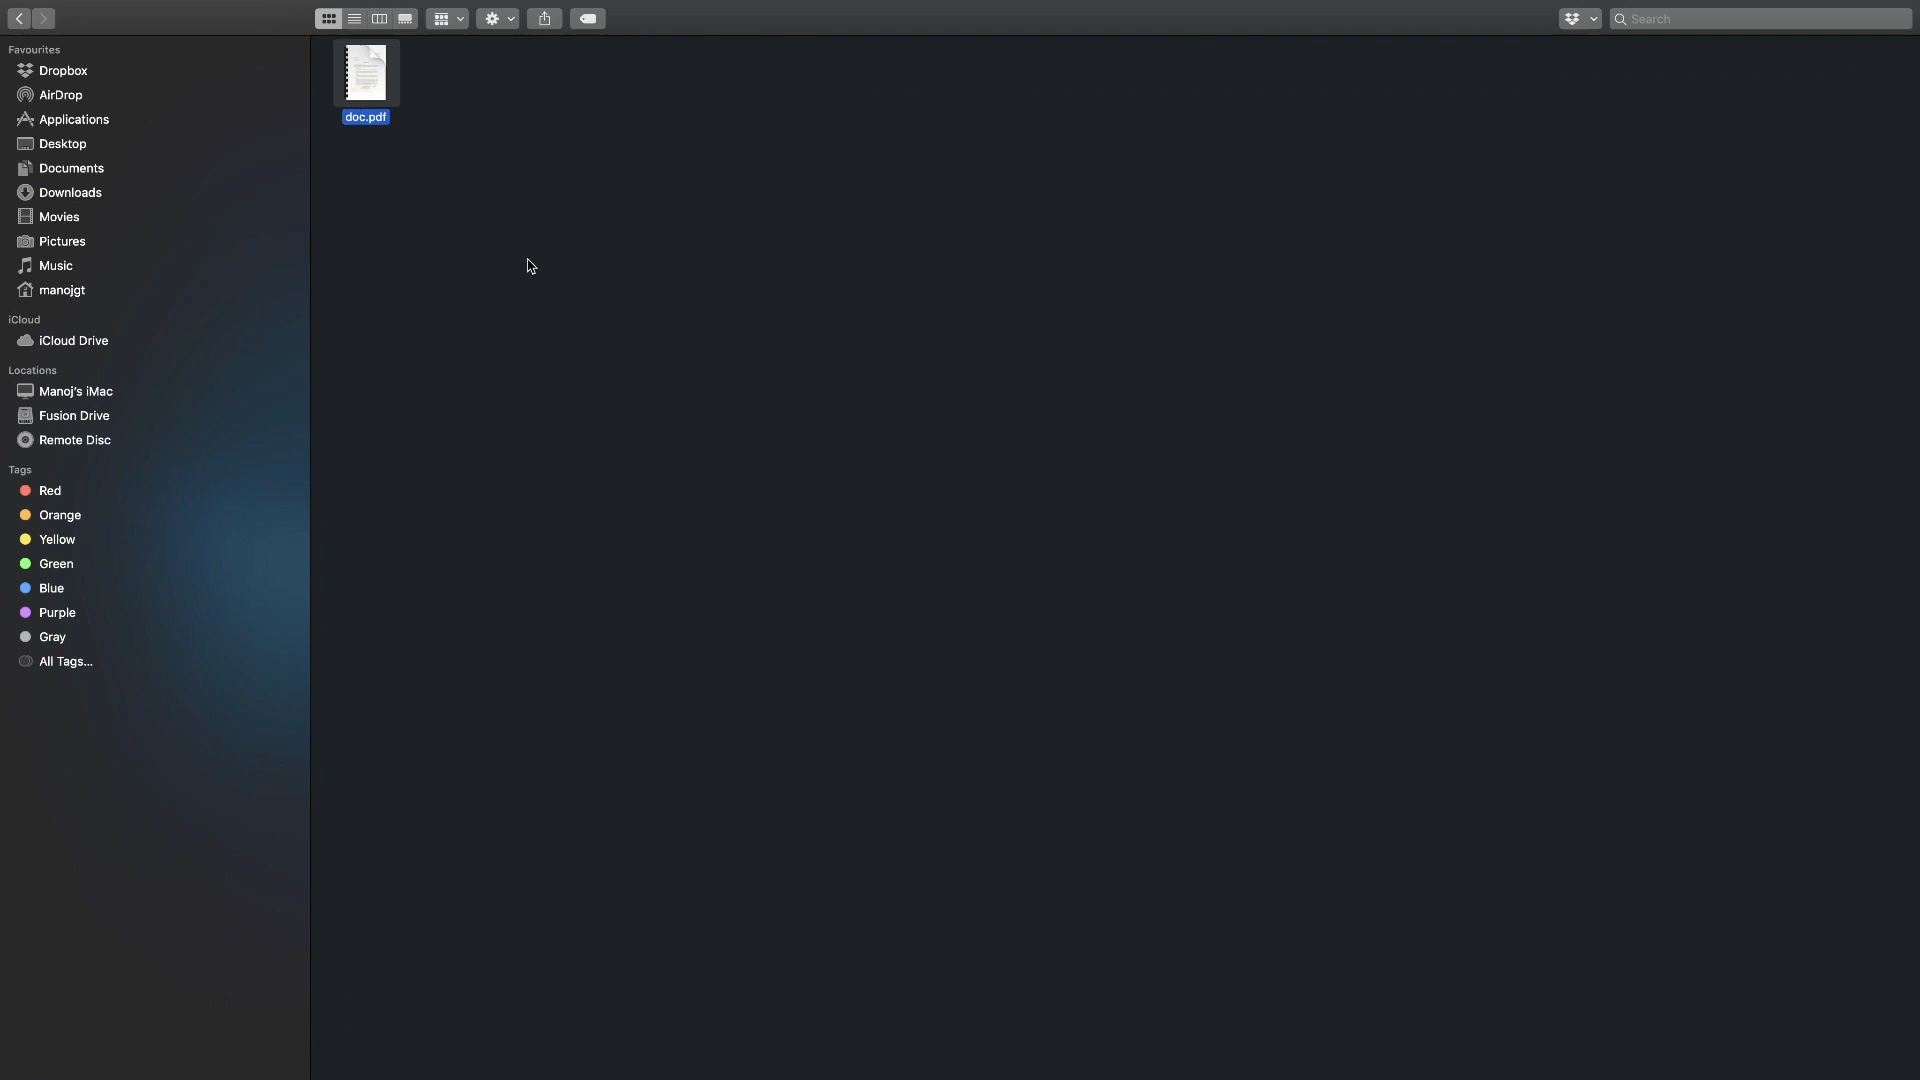 Search
Favourites
Dropbox
AirDrop
Applications
Desktop
Documents
Downloads
Movies
Pictures
Music
manojgt
iCloud
iCloud Drive
Locations
Manoj's iMac
Fusion Drive
Remote Disc
Tags
Red
Orange
Yellow
Green
Blue
Purple
Gray
All Tags...
doc.pdf